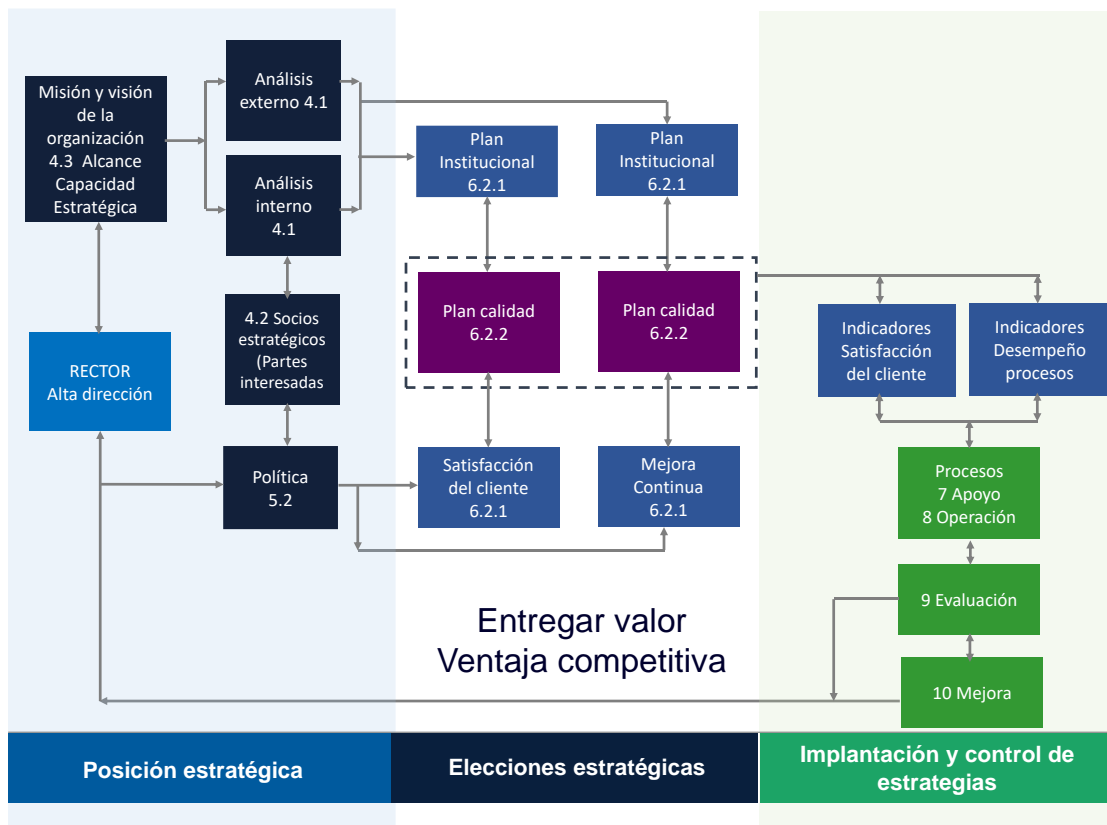 Misión y visión
de la
organización
4.3 Alcance
Capacidad
Estratégica
Análisis
externo 4.1
Análisis
interno
4.1
4.2 Socios
estratégicos
(Partes
interesadas
RECTOR
Alta dirección
Política
5.2
Plan
Institucional
6.2.1
Plan
Institucional
6.2.1
Plan calidad
6.2.2
Plan calidad
6.2.2
Satisfacción
del cliente
6.2.1
Mejora
Continua
6.2.1
Indicadores
Satisfacción
del cliente
Indicadores
Desempeño
procesos
Procesos
7 Apoyo
8 Operación
9 Evaluación
10 Mejora
Entregar valor
Ventaja competitiva
Posición estratégica
Elecciones estratégicas
Implantación y control de
estrategias